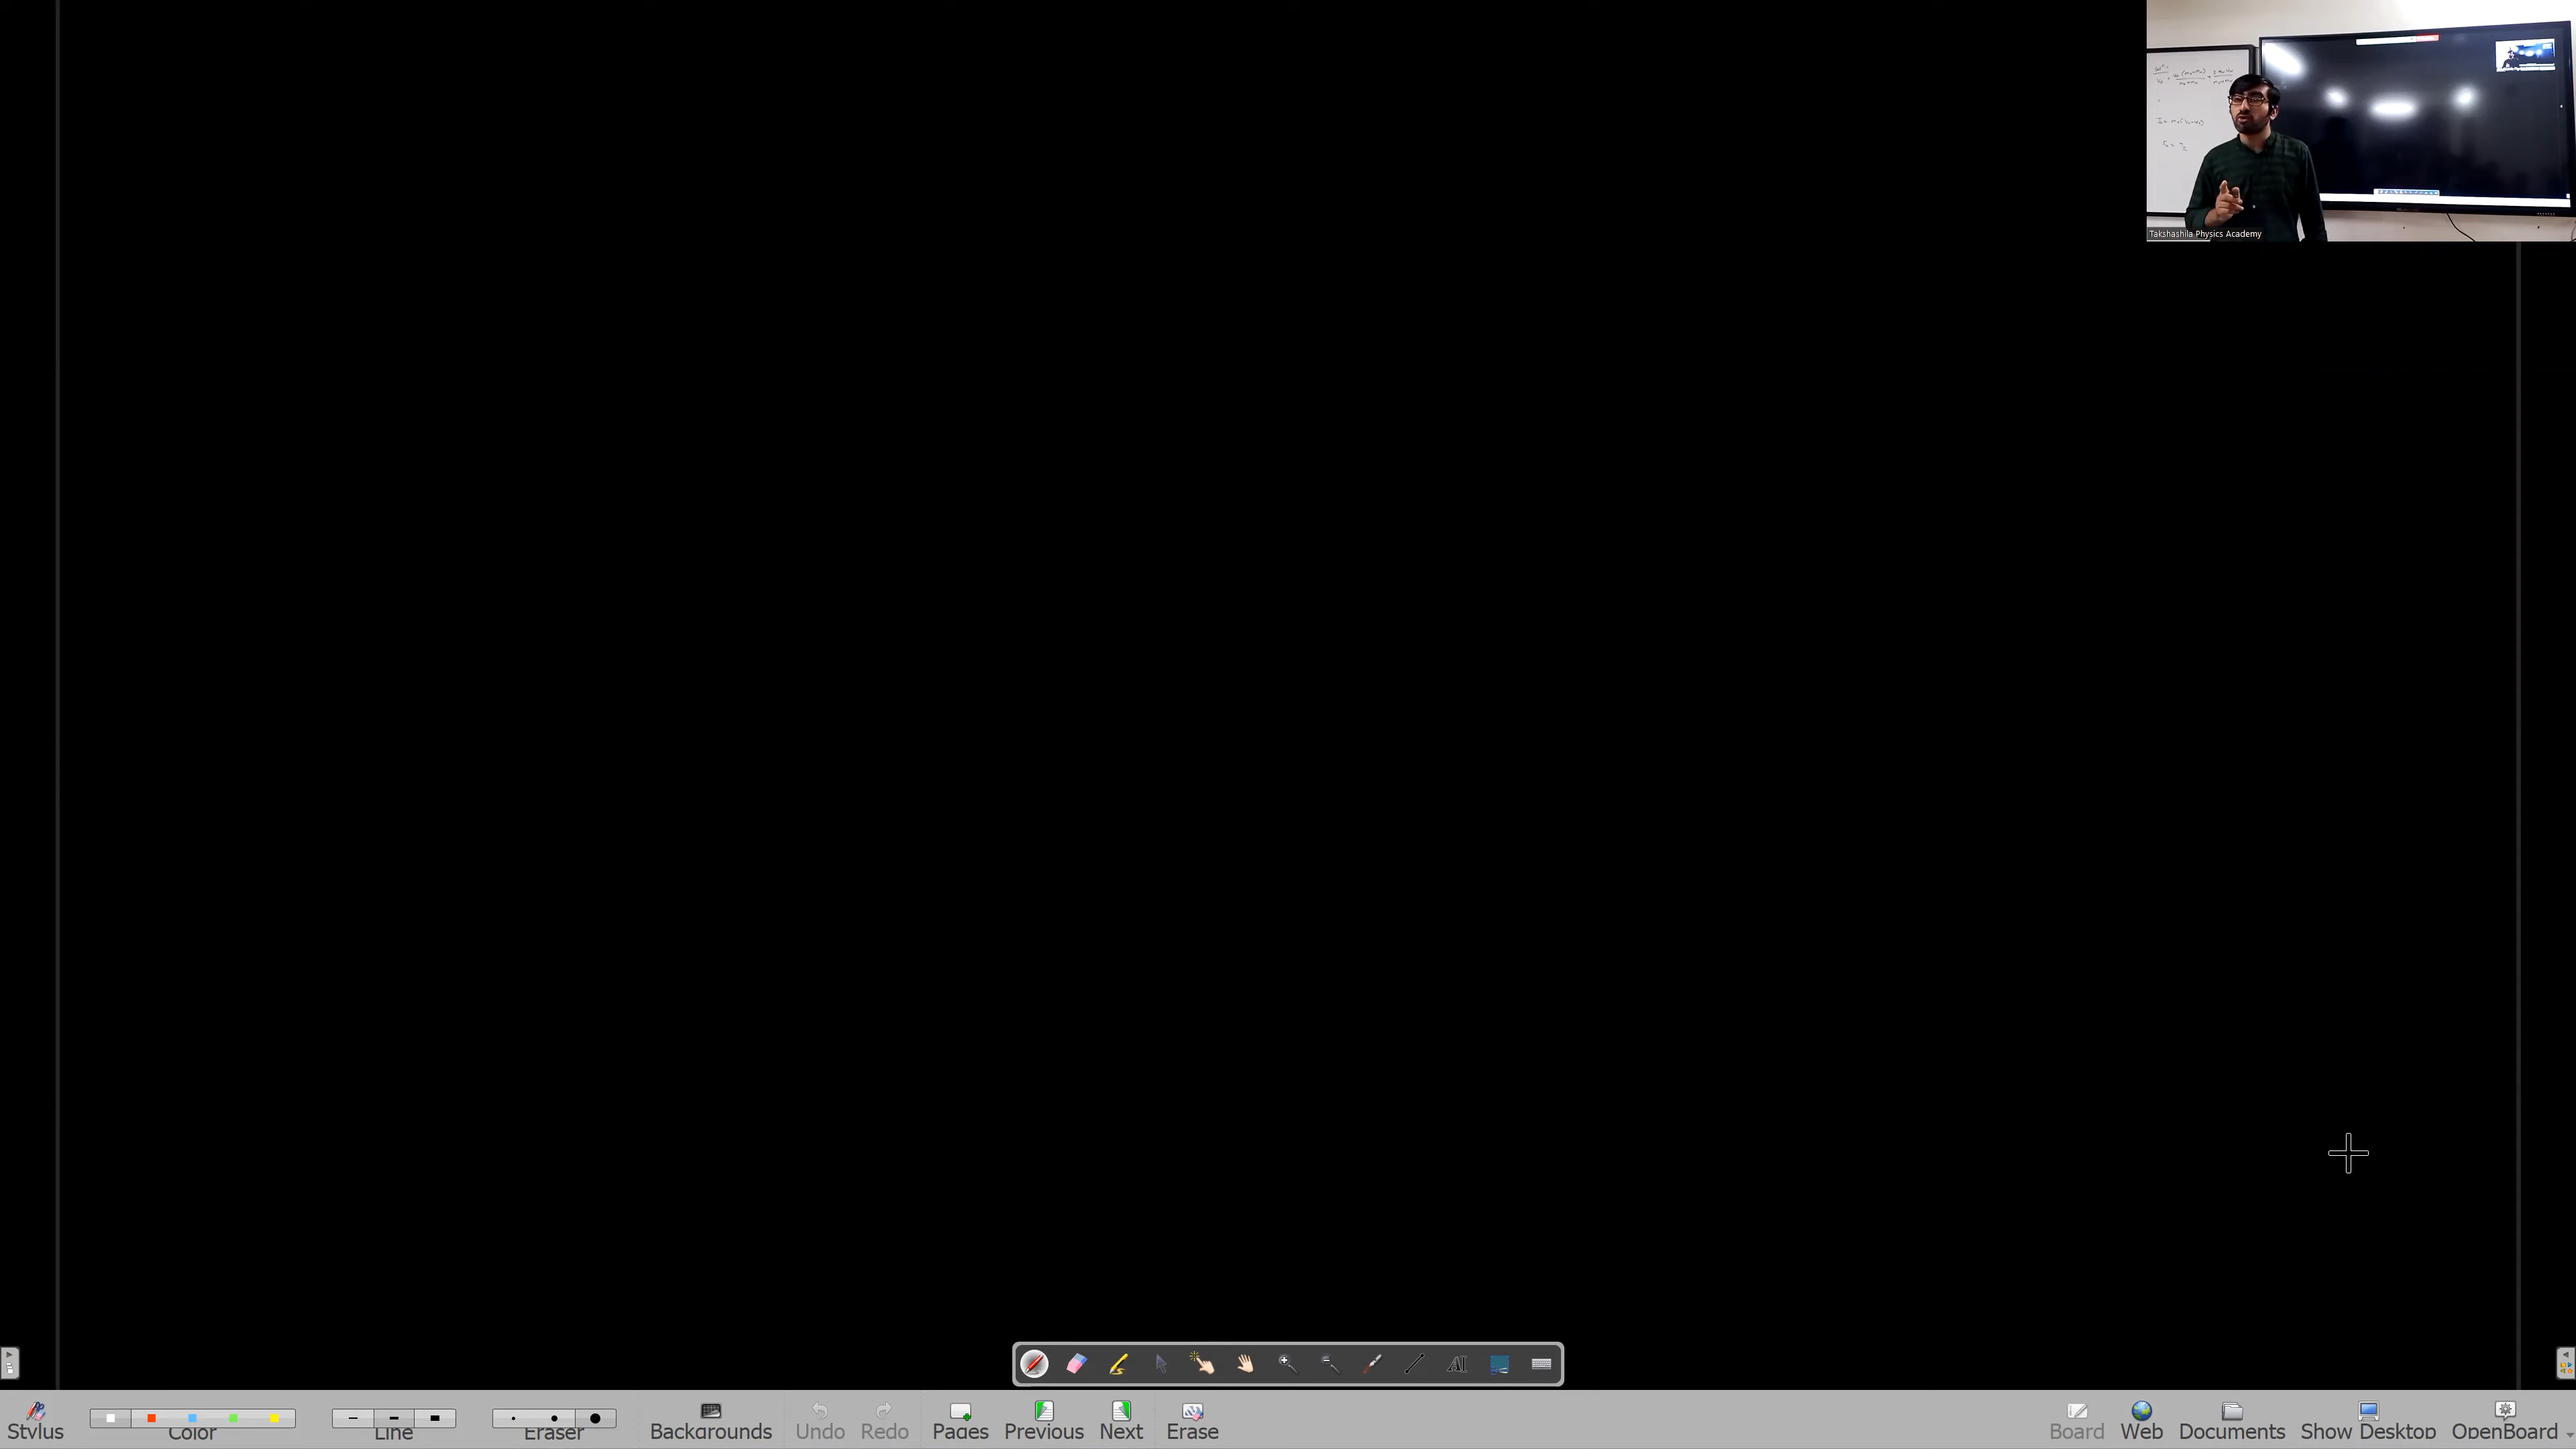 Takshashila Physics Academy
Stylus
Color
Line
Eraser
Backgrounds
Undo
Redo
Pages
Previous
Next
Erase
Board
Web
Documents
Show Desktop
OpenBoard